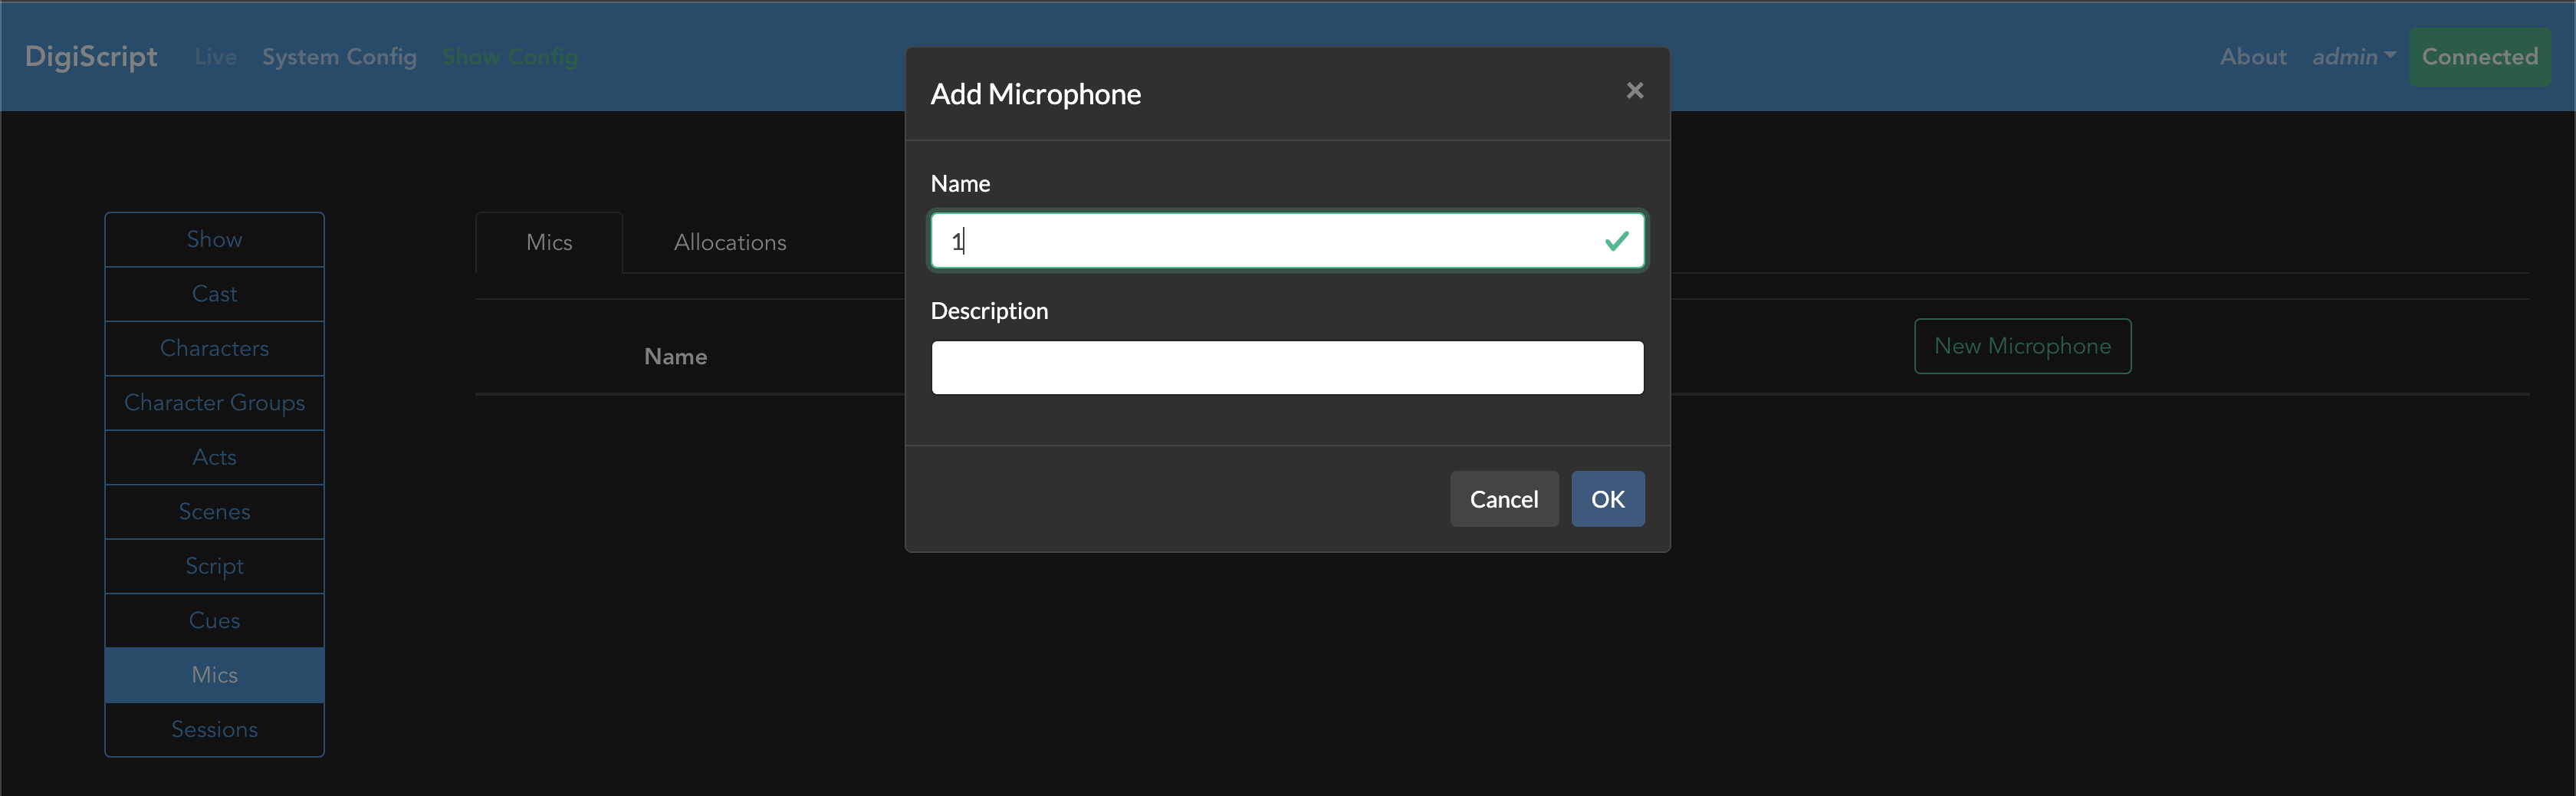 DigiScript Live System Config Show Config About admin Connected
Add Microphone
Name
1
Description
Cancel OK
Show
Cast
Characters
Character Groups
Acts
Scenes
Script
Cues
Mics
Sessions
Mics Allocations
Name New Microphone